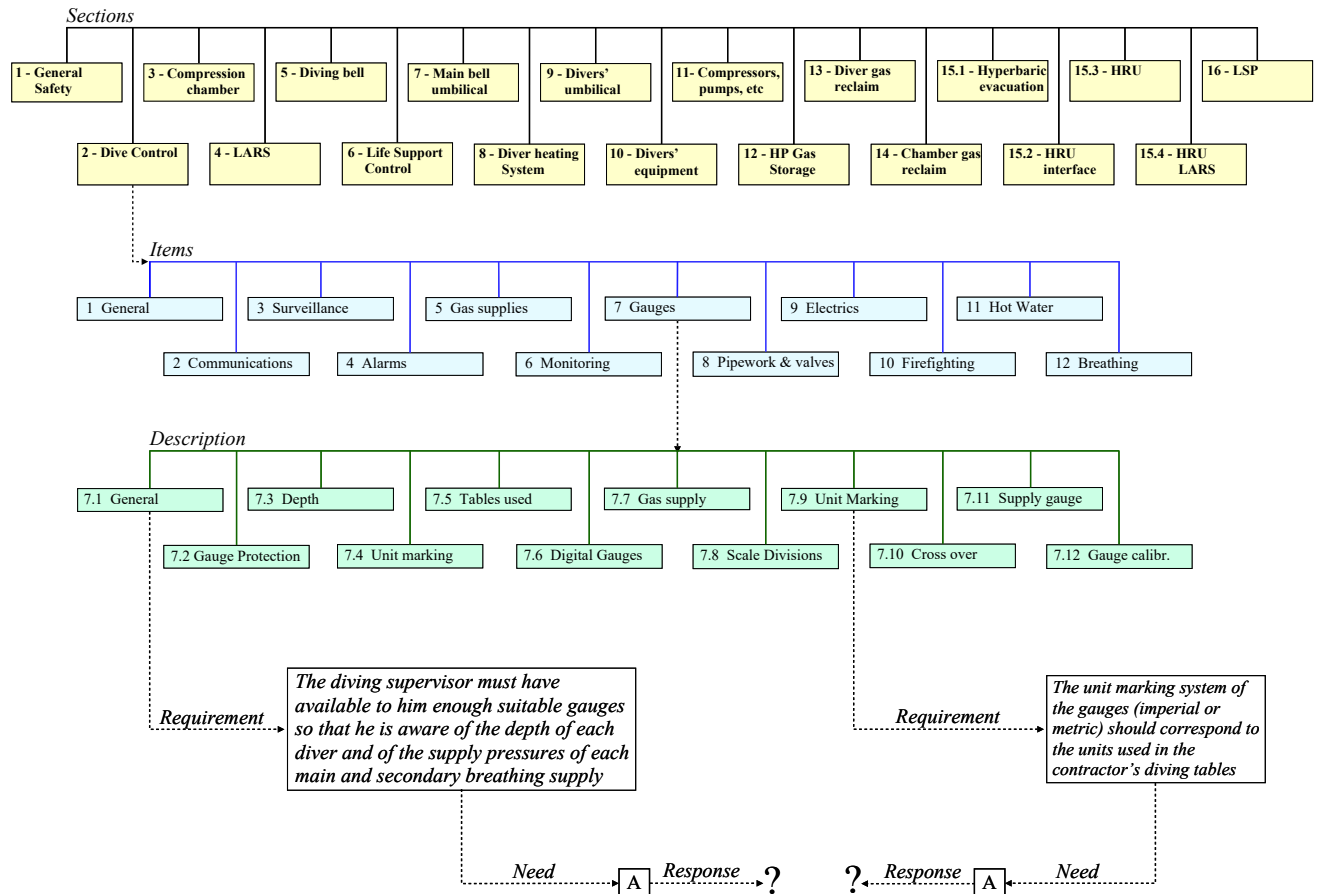 Sections
1 - General
Safety
3 - Compression
chamber
5 - Diving bell
7 - Main bell
umbilical
9 - Divers'
umbilical
11- Compressors,
pumps, etc
13 - Diver gas
reclaim
15.1 - Hyperbaric
evacuation
15.3 - HRU
16 - LSP
2 - Dive Control
4 - LARS
6 - Life Support
Control
8 - Diver heating
System
10 - Divers'
equipment
12 - HP Gas
Storage
14 - Chamber gas
reclaim
15.2 - HRU
interface
15.4 - HRU
LARS
Items
1 General
3 Surveillance
5 Gas supplies
7 Gauges
9 Electrics
11 Hot Water
2 Communications
4 Alarms
6 Monitoring
8 Pipework & valves
10 Firefighting
12 Breathing
Description
7.1 General
7.3 Depth
7.5 Tables used
7.7 Gas supply
7.9 Unit Marking
7.11 Supply gauge
7.2 Gauge Protection
7.4 Unit marking
7.6 Digital Gauges
7.8 Scale Divisions
7.10 Cross over
7.12 Gauge calibr.
Requirement
The diving supervisor must have
available to him enough suitable gauges
so that he is aware of the depth of each
diver and of the supply pressures of each
main and secondary breathing supply
Requirement
The unit marking system of
the gauges (imperial or
metric) should correspond to
the units used in the
contractor's diving tables
Need
A
Response
?
?
Response
A
Need